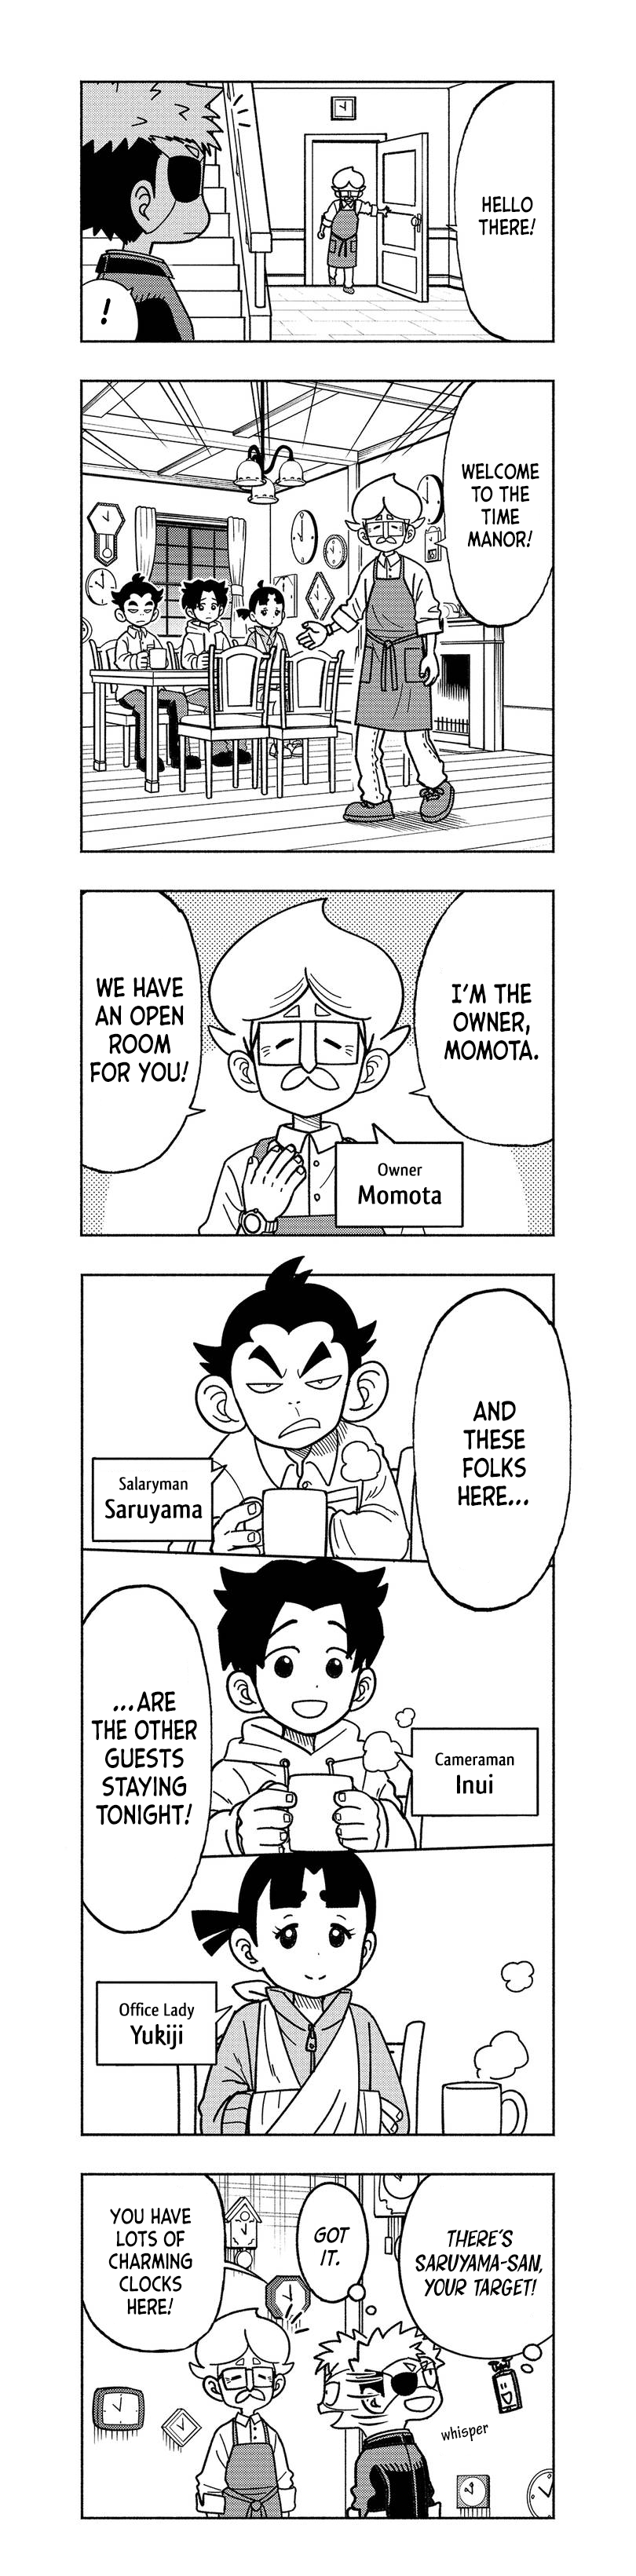 HELLO
THERE!
!
WELCOME
TO THE
TIME
MANOR!
I'M THE
OWNER,
MOMOTA.
WE HAVE
AN OPEN
ROOM
FOR YOU!
Owner
Momota
AND
THESE
FOLKS
HERE...
Salaryman
Saruyama
...ARE
THE OTHER
GUESTS
STAYING
TONIGHT!
Cameraman
Inui
Office Lady
Yukiji
THERE'S
SARUYAMA-SAN,
YOUR TARGET!
GOT
IT.
YOU HAVE
LOTS OF
CHARMING
CLOCKS
HERE!
whisper